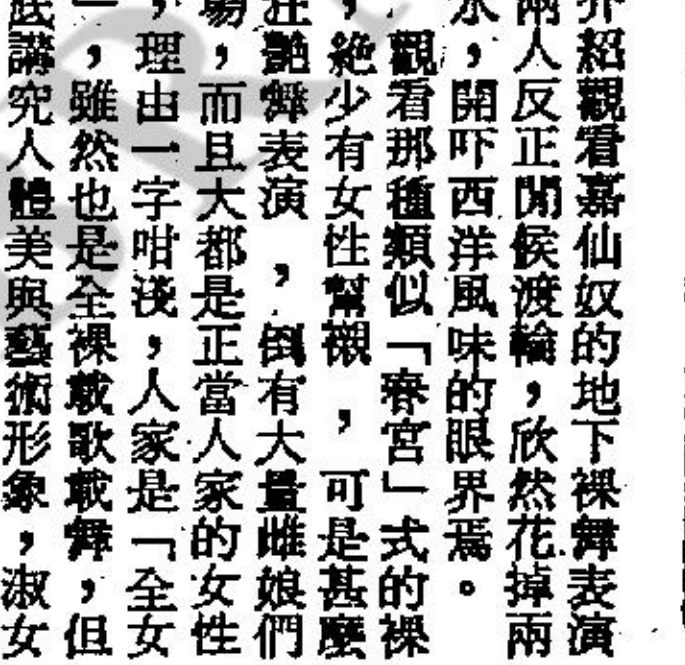 介紹觀看嘉仙奴的地下裸舞表演
兩人反正閒候渡輪，欣然花掉兩
水，開吓西洋風味的眼界焉。
觀看那種類似「春宮」式的裸
，絶少有女性幫襯，可是甚麼
狂艷舞表演，倒有大量雌娘們
場，而且大都是正當人家的女性
，理由一字咁淺，人家是「全女
」，雖然也是全裸載歌載舞，但
底講究人體美與藝術形象，淑女